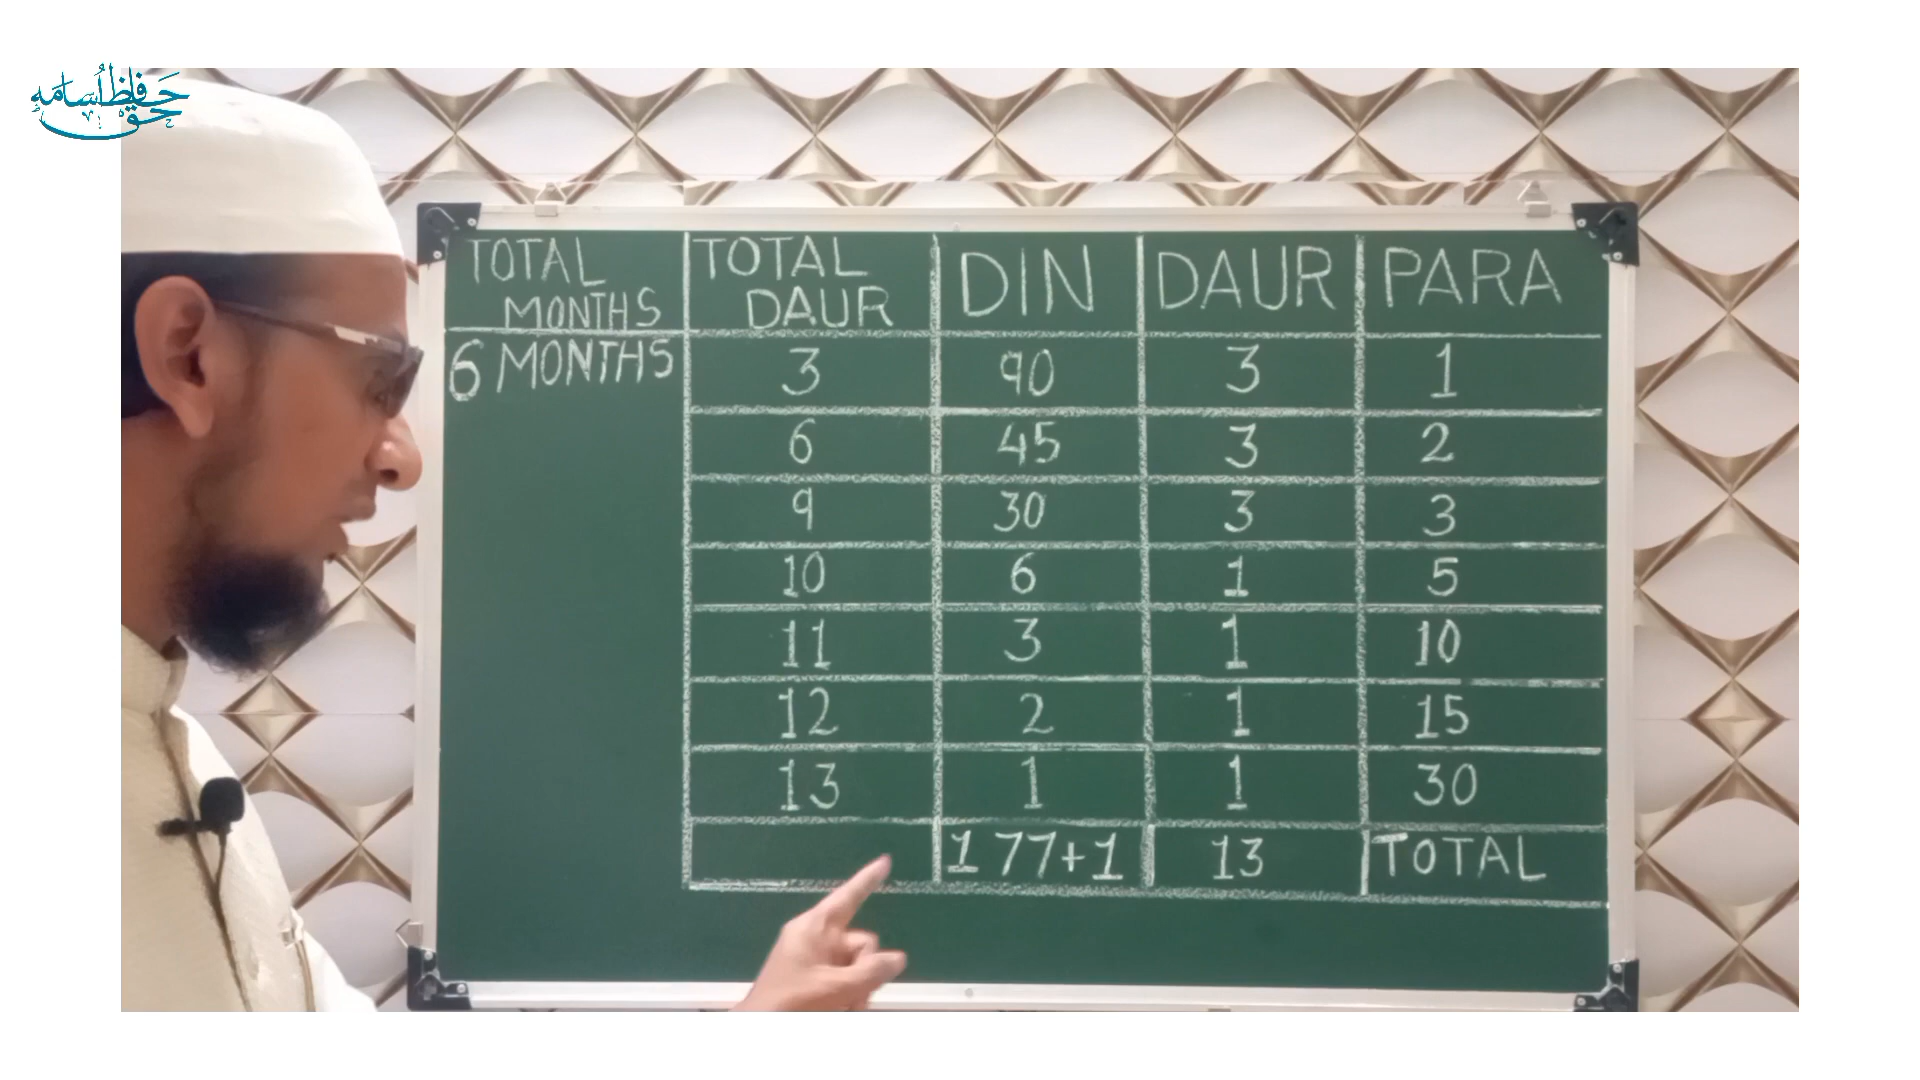 حافظ اُسامہ حق
TOTAL MONTHS TOTAL DAUR DIN DAUR PARA
6 MONTHS 3 90 3 1
6 45 3 2
9 30 3 3
10 6 1 5
11 3 1 10
12 2 1 15
13 1 1 30
177+1 13 TOTAL